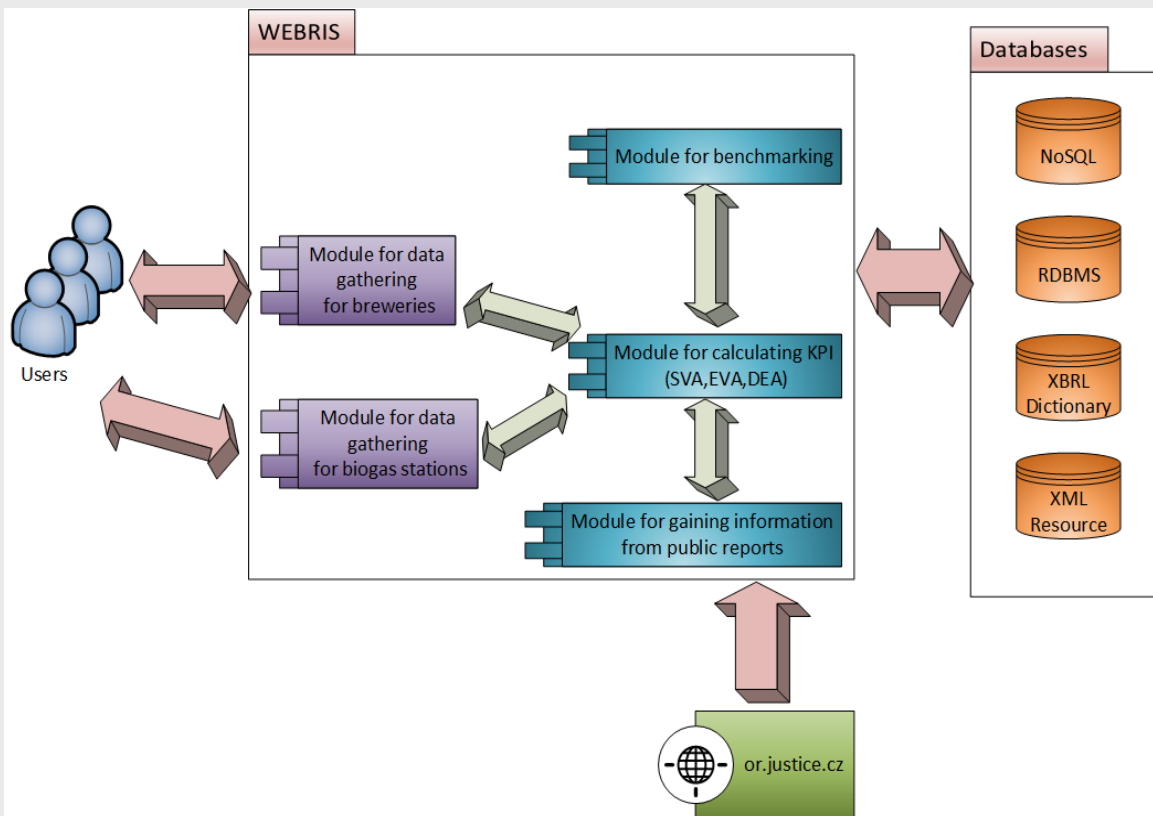 WEBRIS
Databases
Module for benchmarking
NoSQL
Module for data
gathering
for breweries
RDBMS
Users
Module for calculating KPI
(SVA,EVA,DEA)
XBRL
Dictionary
Module for data
gathering
for biogas stations
Module for gaining information
from public reports
XML
Resource
or.justice.cz